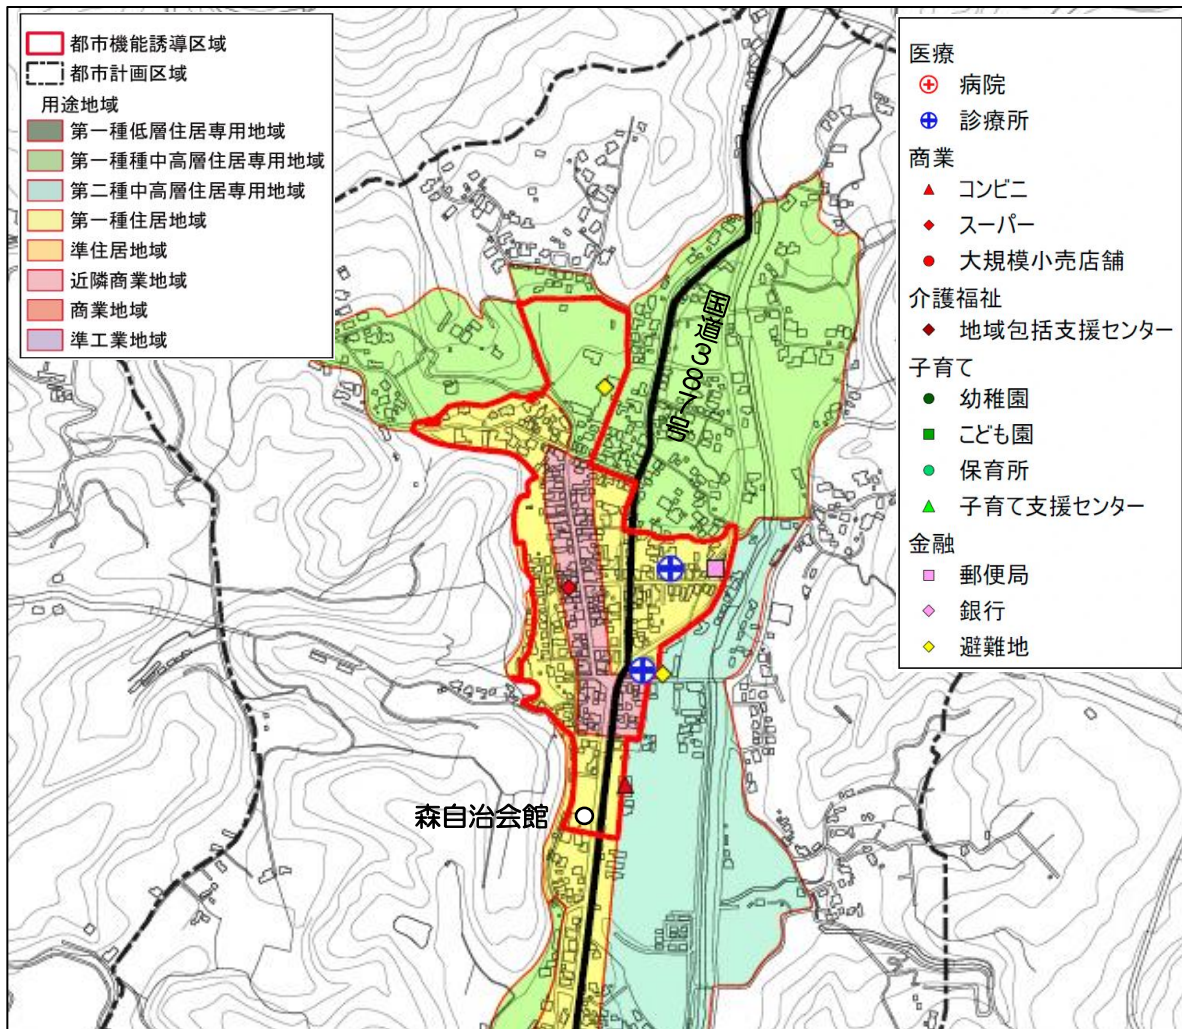 都市機能誘導区域
都市計画区域
用途地域
第一種低層住居専用地域
第一種種中高層住居専用地域
第二種中高層住居専用地域
第一種住居地域
準住居地域
近隣商業地域
商業地域
準工業地域
医療
病院
診療所
商業
コンビニ
スーパー
大規模小売店舗
介護福祉
地域包括支援センター
子育て
幼稚園
こども園
保育所
子育て支援センター
金融
郵便局
銀行
避難地
国道387号
森自治会館